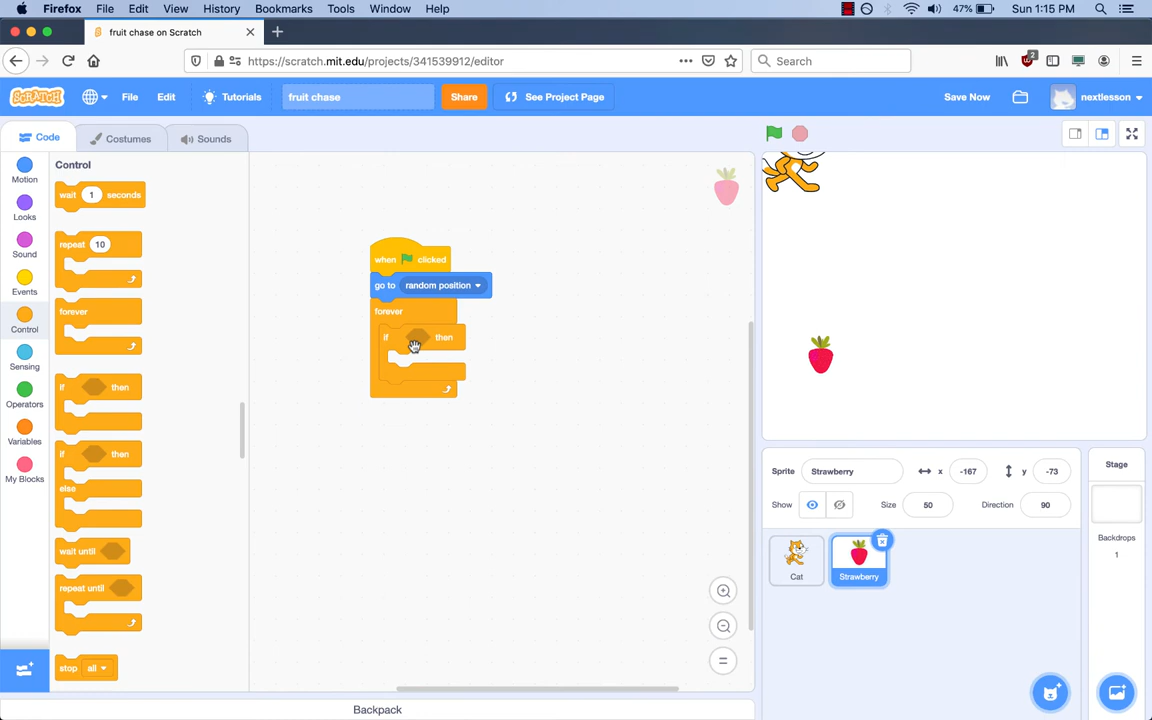 Firefox File Edit View History Bookmarks Tools Window Help 47% Sun 1:15 PM
fruit chase on Scratch
https://scratch.mit.edu/projects/341539912/editor
Search
2
SCRATCH File Edit Tutorials fruit chase Share See Project Page Save Now nextlesson
Code Costumes Sounds
Motion
Looks
Sound
Events
Control
Sensing
Operators
Variables
My Blocks
Control
wait 1 seconds
repeat 10
forever
if then
if then
else
wait until
repeat until
stop all
when clicked
go to random position
forever
if then
Sprite Strawberry x -167 y -73
Show Size 50 Direction 90
Cat
Strawberry
Stage
Backdrops
1
Backpack